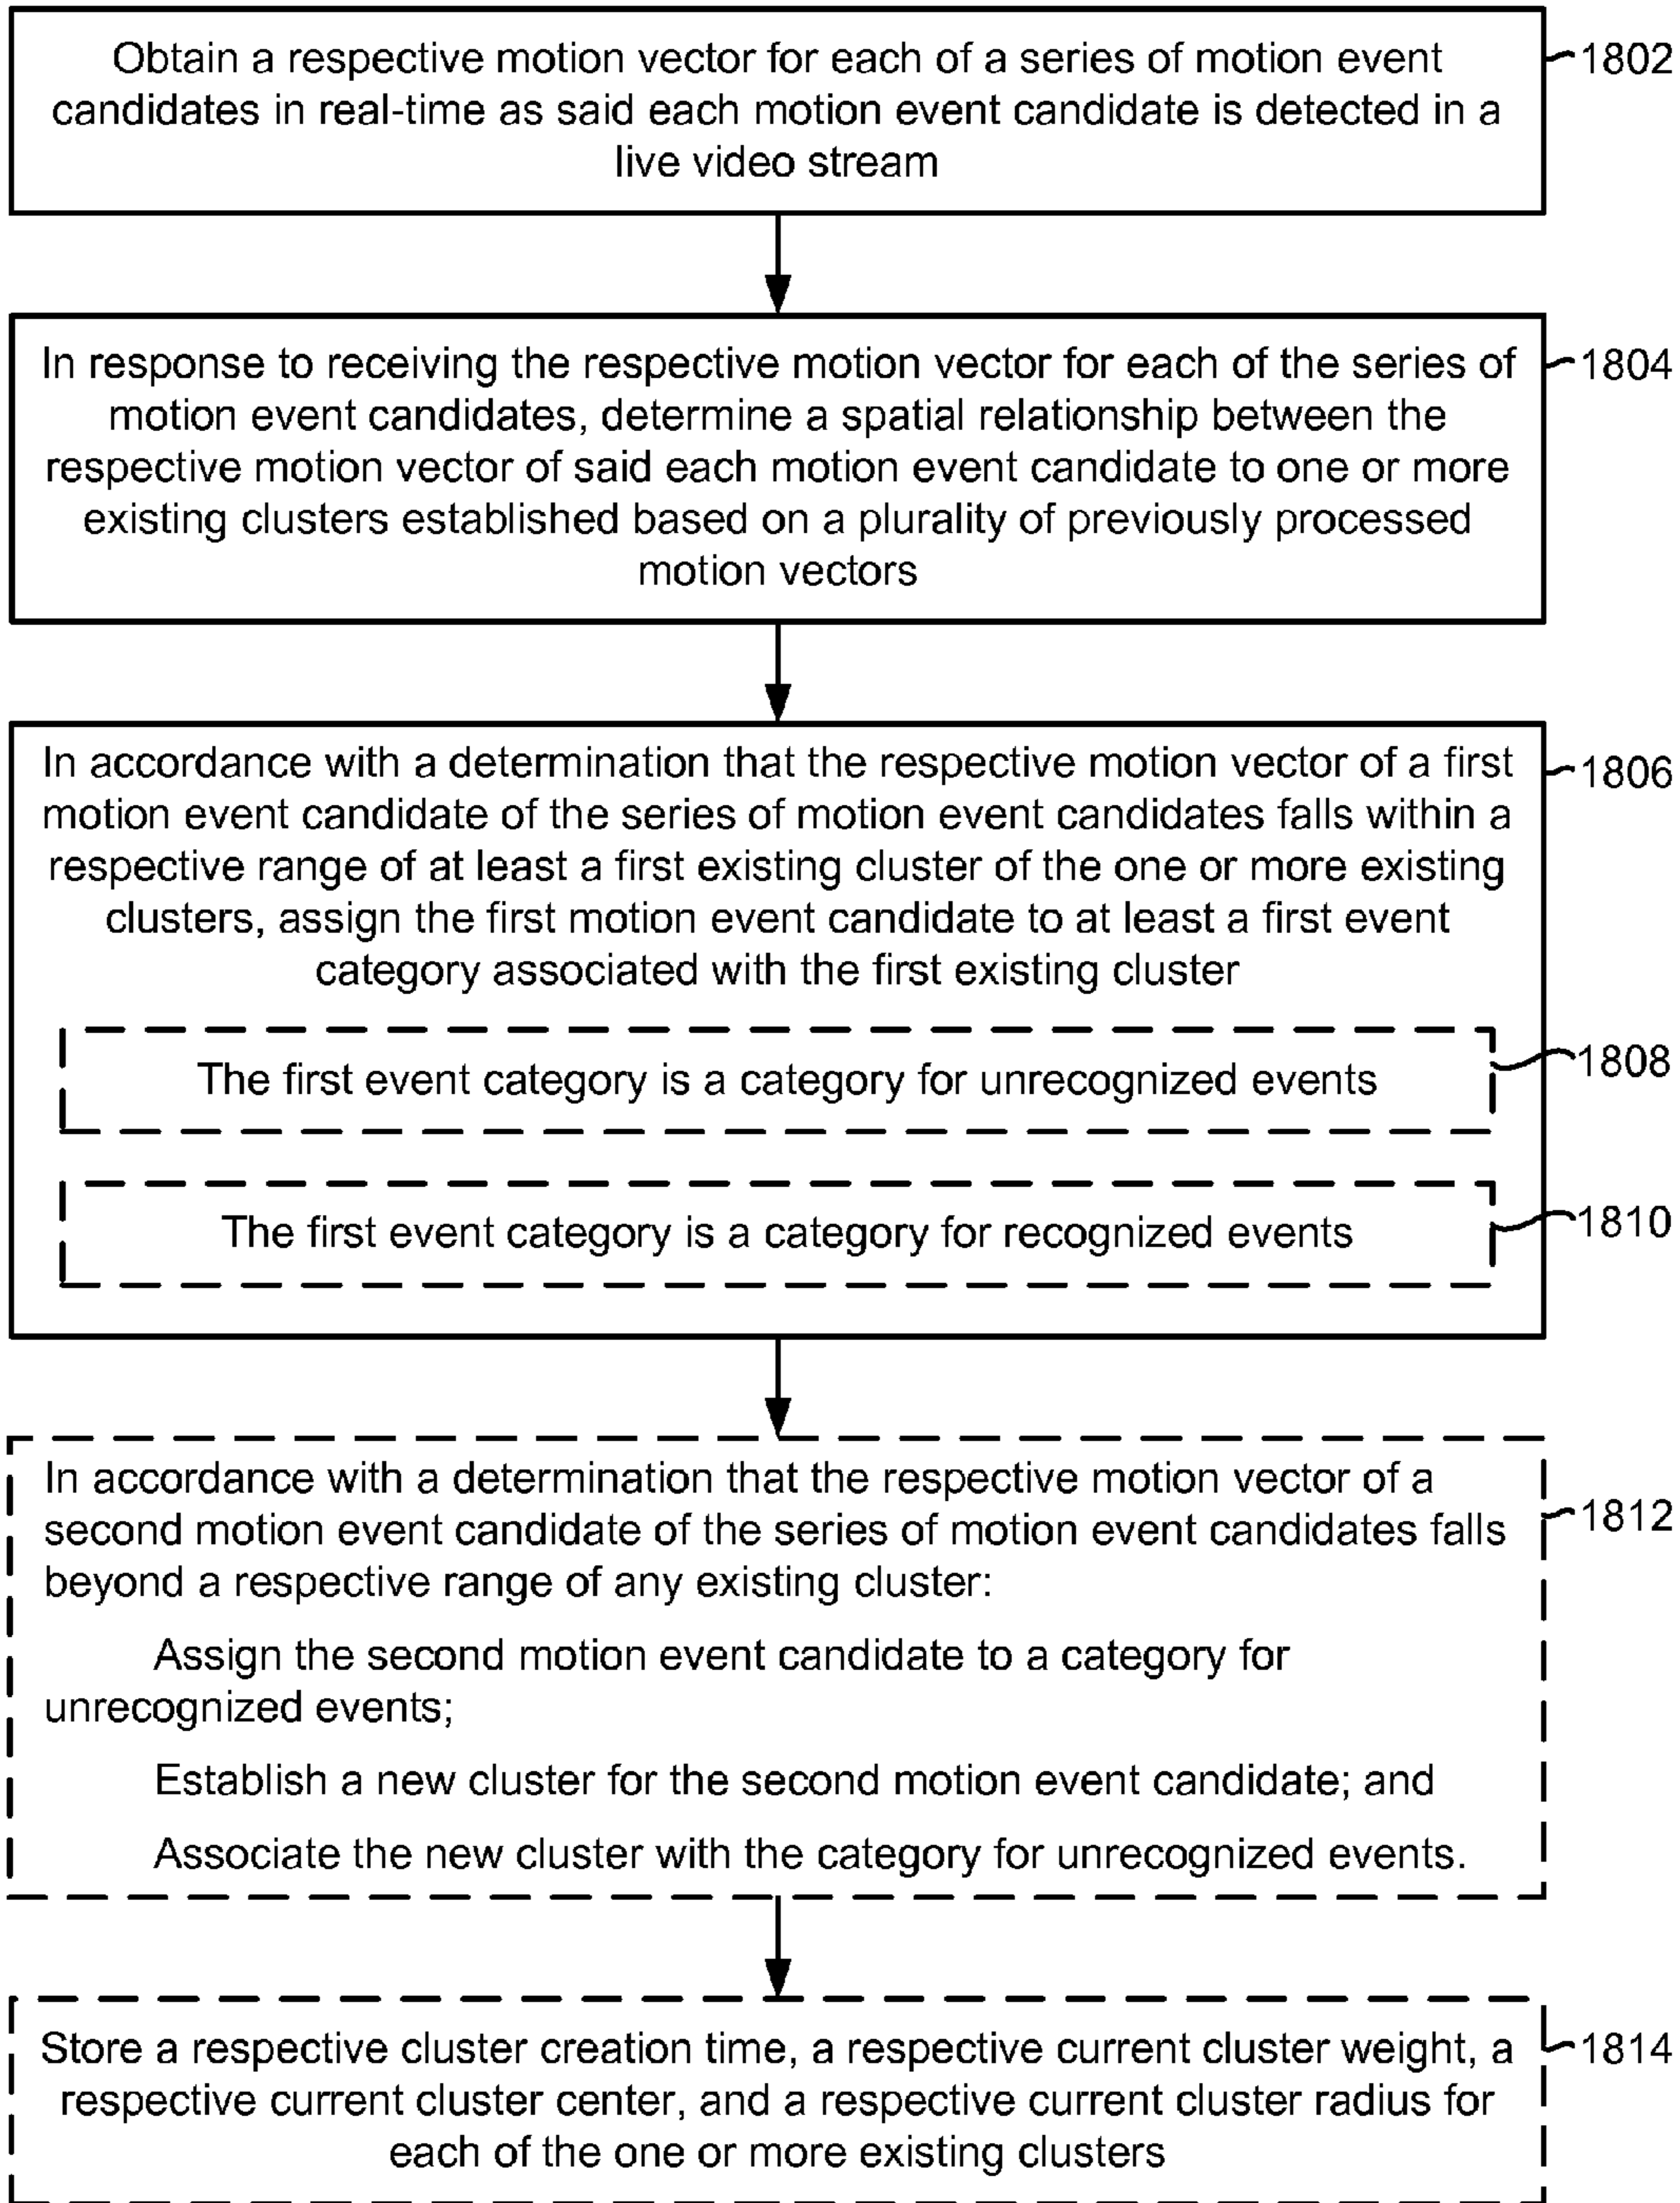 Obtain a respective motion vector for each of a series of motion event
candidates in real-time as said each motion event candidate is detected in a
live video stream
1802
In response to receiving the respective motion vector for each of the series of
motion event candidates, determine a spatial relationship between the
respective motion vector of said each motion event candidate to one or more
existing clusters established based on a plurality of previously processed
motion vectors
1804
In accordance with a determination that the respective motion vector of a first
motion event candidate of the series of motion event candidates falls within a
respective range of at least a first existing cluster of the one or more existing
clusters, assign the first motion event candidate to at least a first event
category associated with the first existing cluster
1806
The first event category is a category for unrecognized events
1808
The first event category is a category for recognized events
1810
In accordance with a determination that the respective motion vector of a
second motion event candidate of the series of motion event candidates falls
beyond a respective range of any existing cluster:
Assign the second motion event candidate to a category for
unrecognized events;
Establish a new cluster for the second motion event candidate; and
Associate the new cluster with the category for unrecognized events.
1812
Store a respective cluster creation time, a respective current cluster weight, a
respective current cluster center, and a respective current cluster radius for
each of the one or more existing clusters
1814